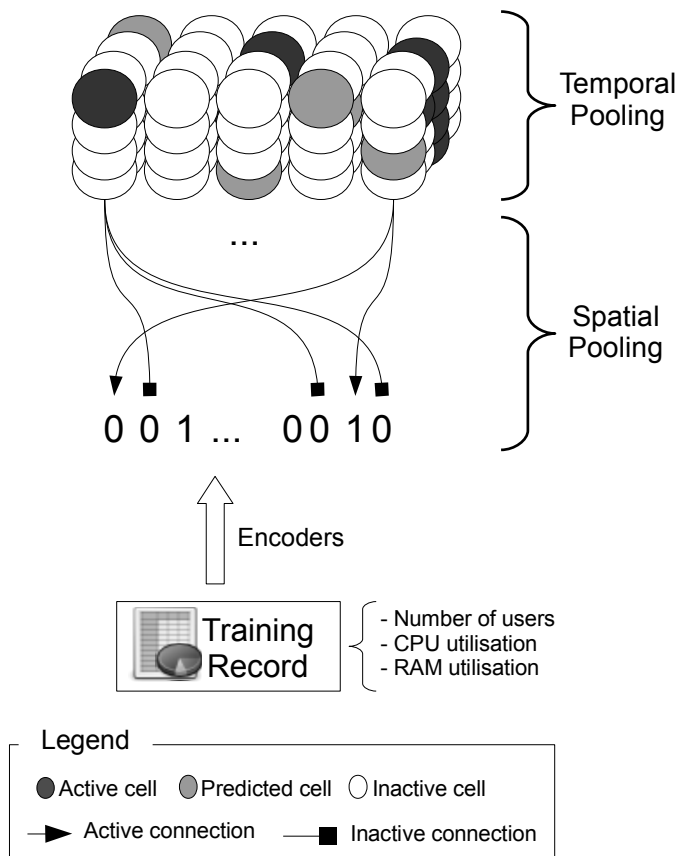 Temporal
Pooling
...
Spatial
Pooling
0 0 1 ... 0 0 1 0
Encoders
Training
Record
- Number of users
- CPU utilisation
- RAM utilisation
Legend
Active cell Predicted cell Inactive cell
Active connection Inactive connection